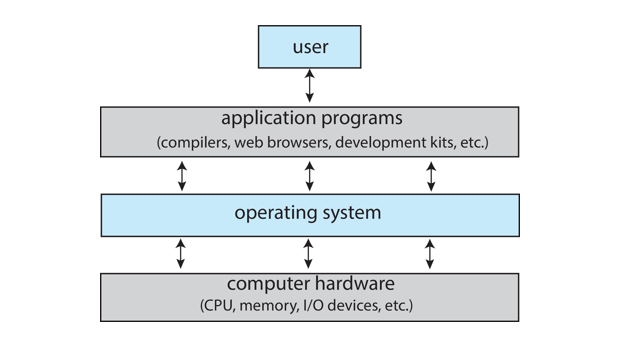 user
application programs
(compilers, web browsers, development kits, etc.)
operating system
computer hardware
(CPU, memory, I/O devices, etc.)